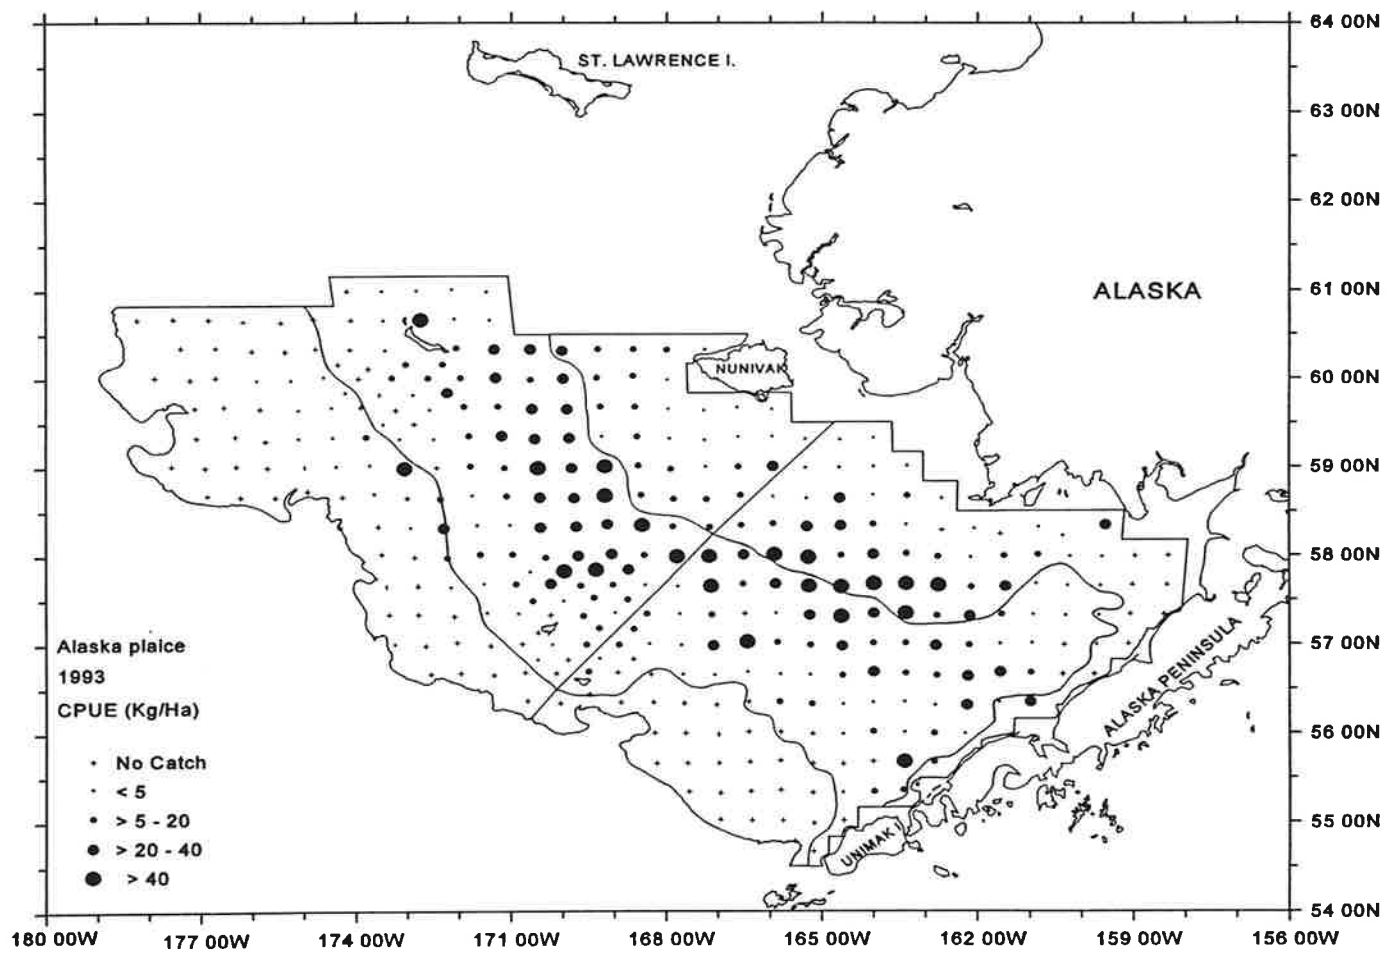 ST. LAWRENCE I.
64 00N
63 00N
62 00N
61 00N
60 00N
59 00N
58 00N
57 00N
56 00N
55 00N
54 00N
ALASKA
NUNIVAK
ALASKA PENINSULA
UNIMAK I.
Alaska plaice
1993
CPUE (Kg/Ha)
+ No Catch
· < 5
• > 5 - 20
● > 20 - 40
● > 40
180 00W 177 00W 174 00W 171 00W 168 00W 165 00W 162 00W 159 00W 156 00W